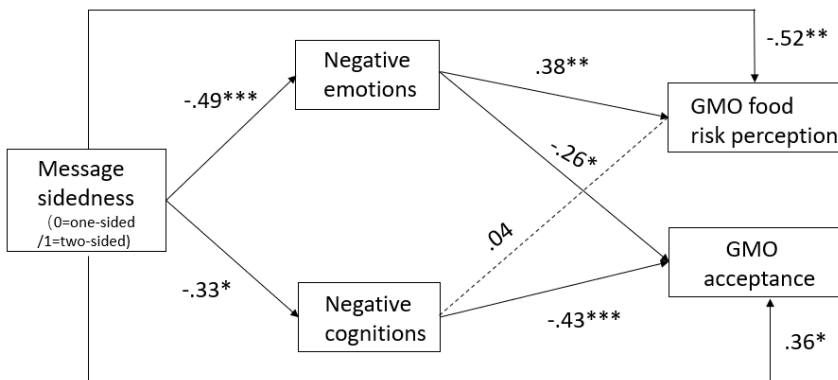 -.52**
Negative
emotions
.38**
-.49***
GMO food
risk perception
Message
sidedness
(0=one-sided
/1=two-sided)
-.26*
.04
GMO
acceptance
-.33*
Negative
cognitions
-.43***
.36*